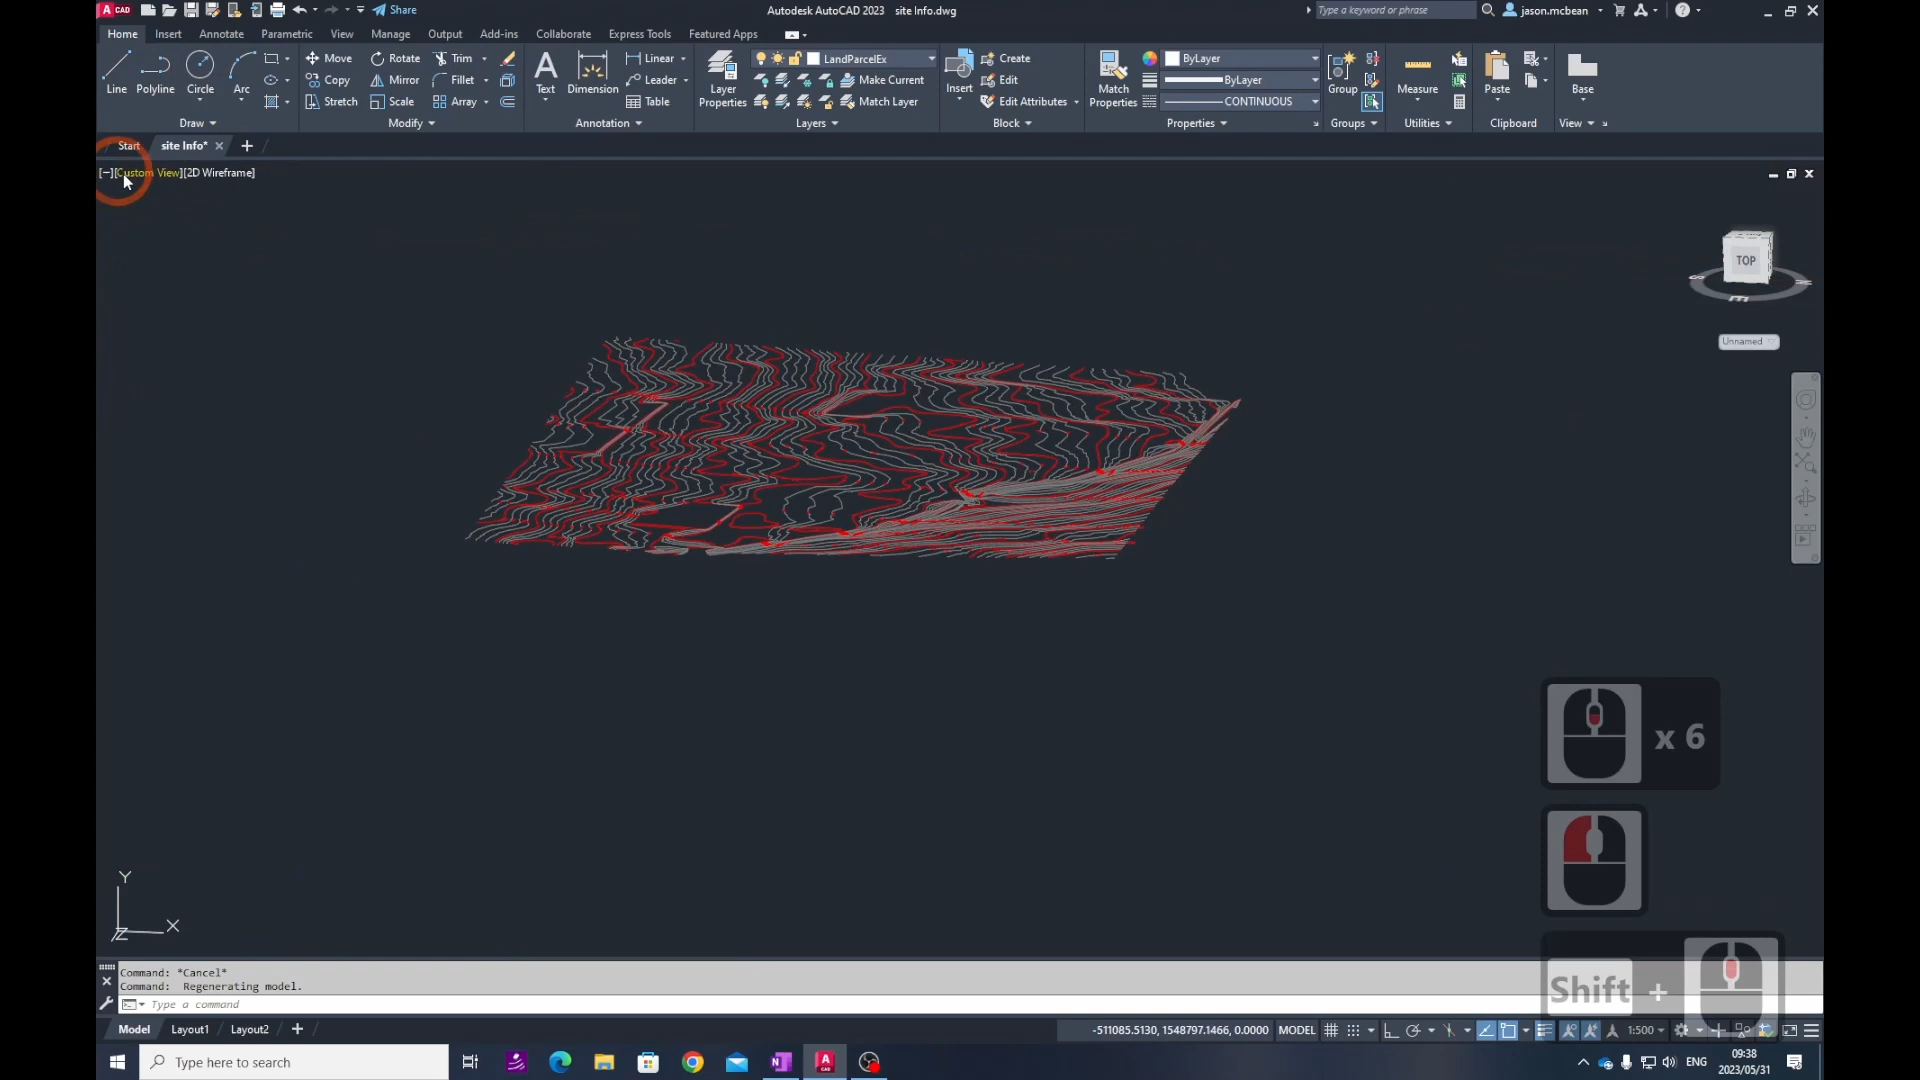 CAD Share Autodesk AutoCAD 2023 site Info.dwg Type a keyword or phrase jason.mcbean
Home Insert Annotate Parametric View Manage Output Add-ins Collaborate Express Tools Featured Apps
Line Polyline Circle Arc
Move Rotate Trim
Copy Mirror Fillet
Stretch Scale Array
Text Dimension
Linear
Leader
Table
Layer Properties
LandParcelEx
Make Current
Match Layer
Insert
Create
Edit
Edit Attributes
Match Properties
ByLayer
ByLayer
CONTINUOUS
Group Measure Paste Base
Draw Modify Annotation Layers Block Properties Groups Utilities Clipboard View
Start site Info*
[−][Custom View][2D Wireframe]
TOP
S
E
N
Unnamed
x 6
Y
X
Z
Shift +
Command: *Cancel*
Command: Regenerating model.
Type a command
Model Layout1 Layout2 + -511085.5130, 1548797.1466, 0.0000 MODEL 1:500
Type here to search
ENG
09:38
2023/05/31